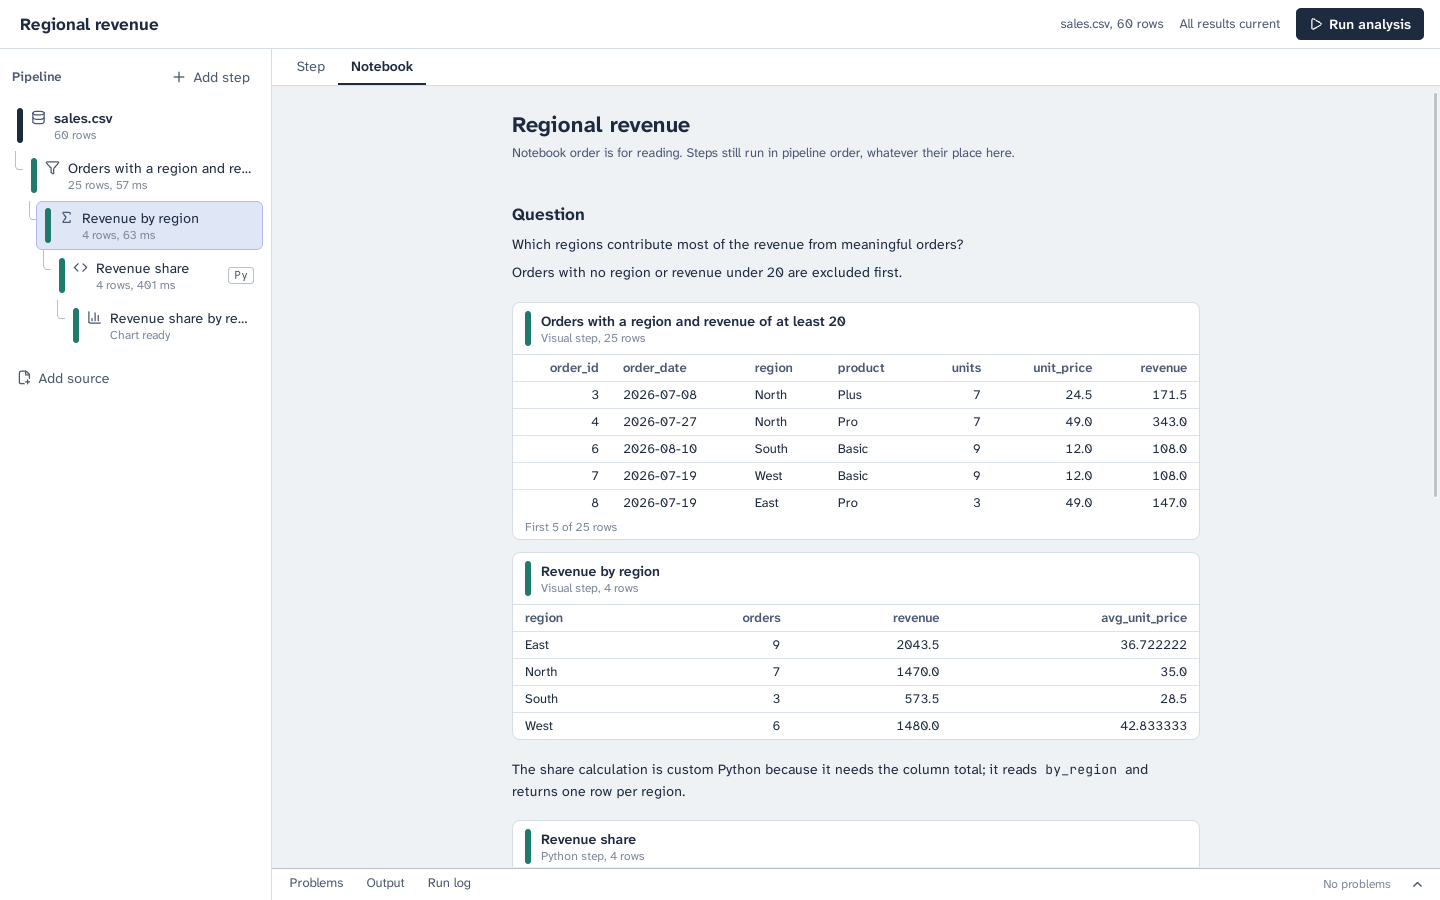 Regional revenue
sales.csv, 60 rows
All results current
Run analysis
Pipeline
Add step
sales.csv
60 rows
Orders with a region and re...
25 rows, 57 ms
Revenue by region
4 rows, 63 ms
Revenue share
4 rows, 401 ms
Py
Revenue share by re...
Chart ready
Add source
Step
Notebook
Regional revenue
Notebook order is for reading. Steps still run in pipeline order, whatever their place here.
Question
Which regions contribute most of the revenue from meaningful orders?
Orders with no region or revenue under 20 are excluded first.
Orders with a region and revenue of at least 20
Visual step, 25 rows
order_id order_date region product units unit_price revenue
3 2026-07-08 North Plus 7 24.5 171.5
4 2026-07-27 North Pro 7 49.0 343.0
6 2026-08-10 South Basic 9 12.0 108.0
7 2026-07-19 West Basic 9 12.0 108.0
8 2026-07-19 East Pro 3 49.0 147.0
First 5 of 25 rows
Revenue by region
Visual step, 4 rows
region orders revenue avg_unit_price
East 9 2043.5 36.722222
North 7 1470.0 35.0
South 3 573.5 28.5
West 6 1480.0 42.833333
The share calculation is custom Python because it needs the column total; it reads by_region and
returns one row per region.
Revenue share
Python step, 4 rows
Problems
Output
Run log
No problems